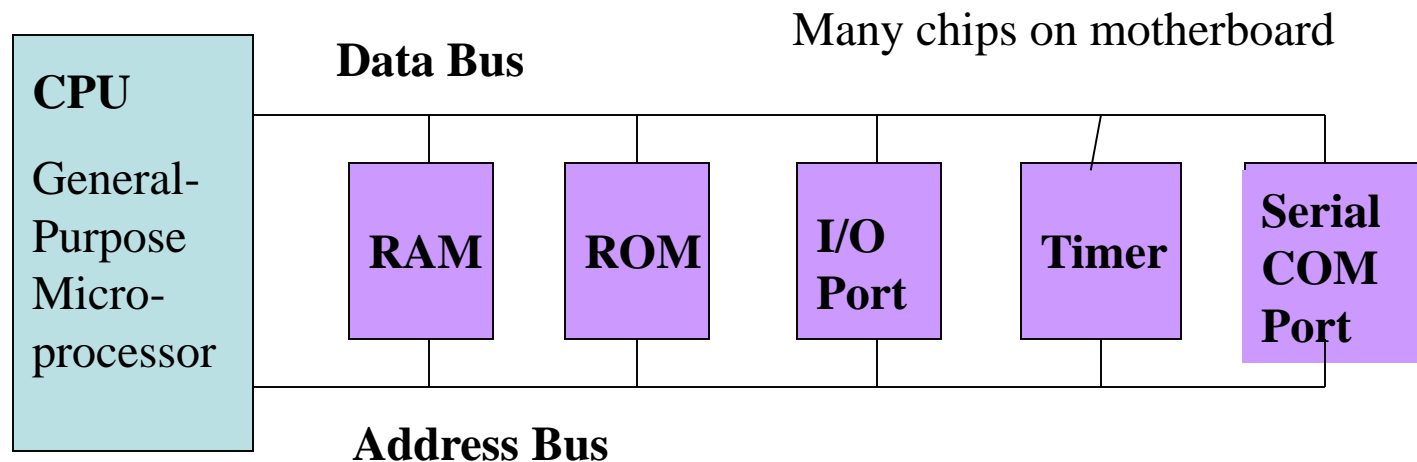 Many chips on motherboard
Data Bus
CPU
General-
Purpose
Micro-
processor
RAM
ROM
I/O
Port
Timer
Serial
COM
Port
Address Bus